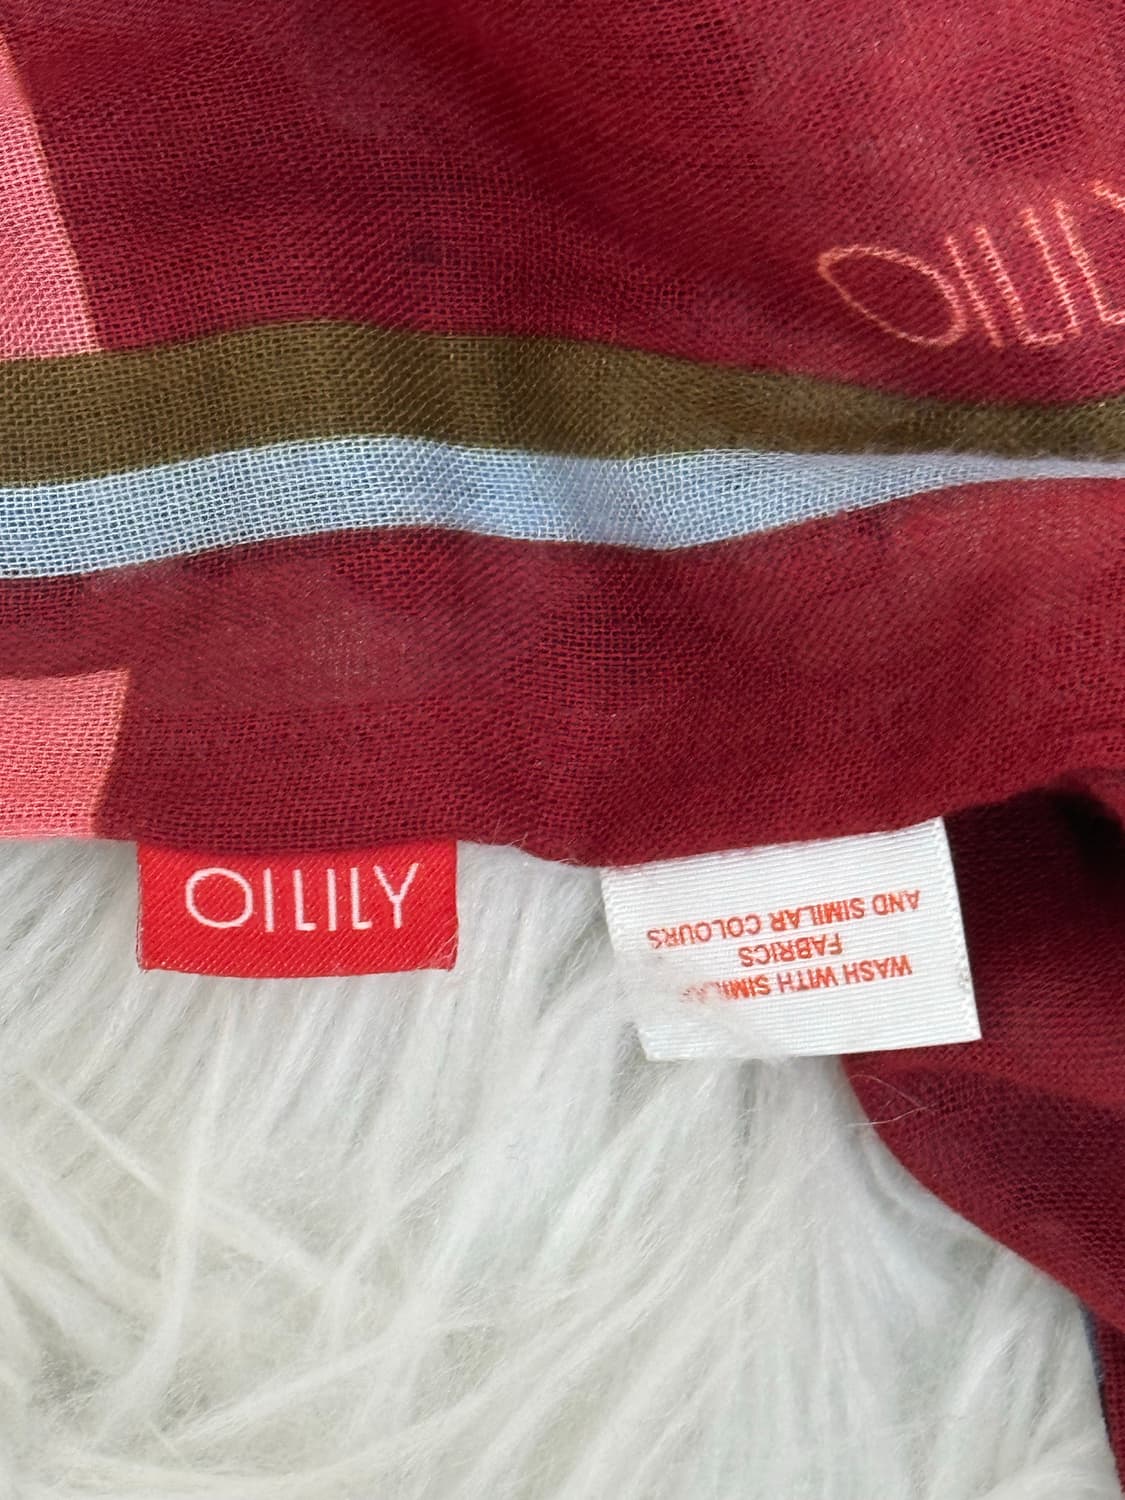 OILILY
OILILY
WASH WITH SIMILAR
FABRICS
AND SIMILAR COLOURS